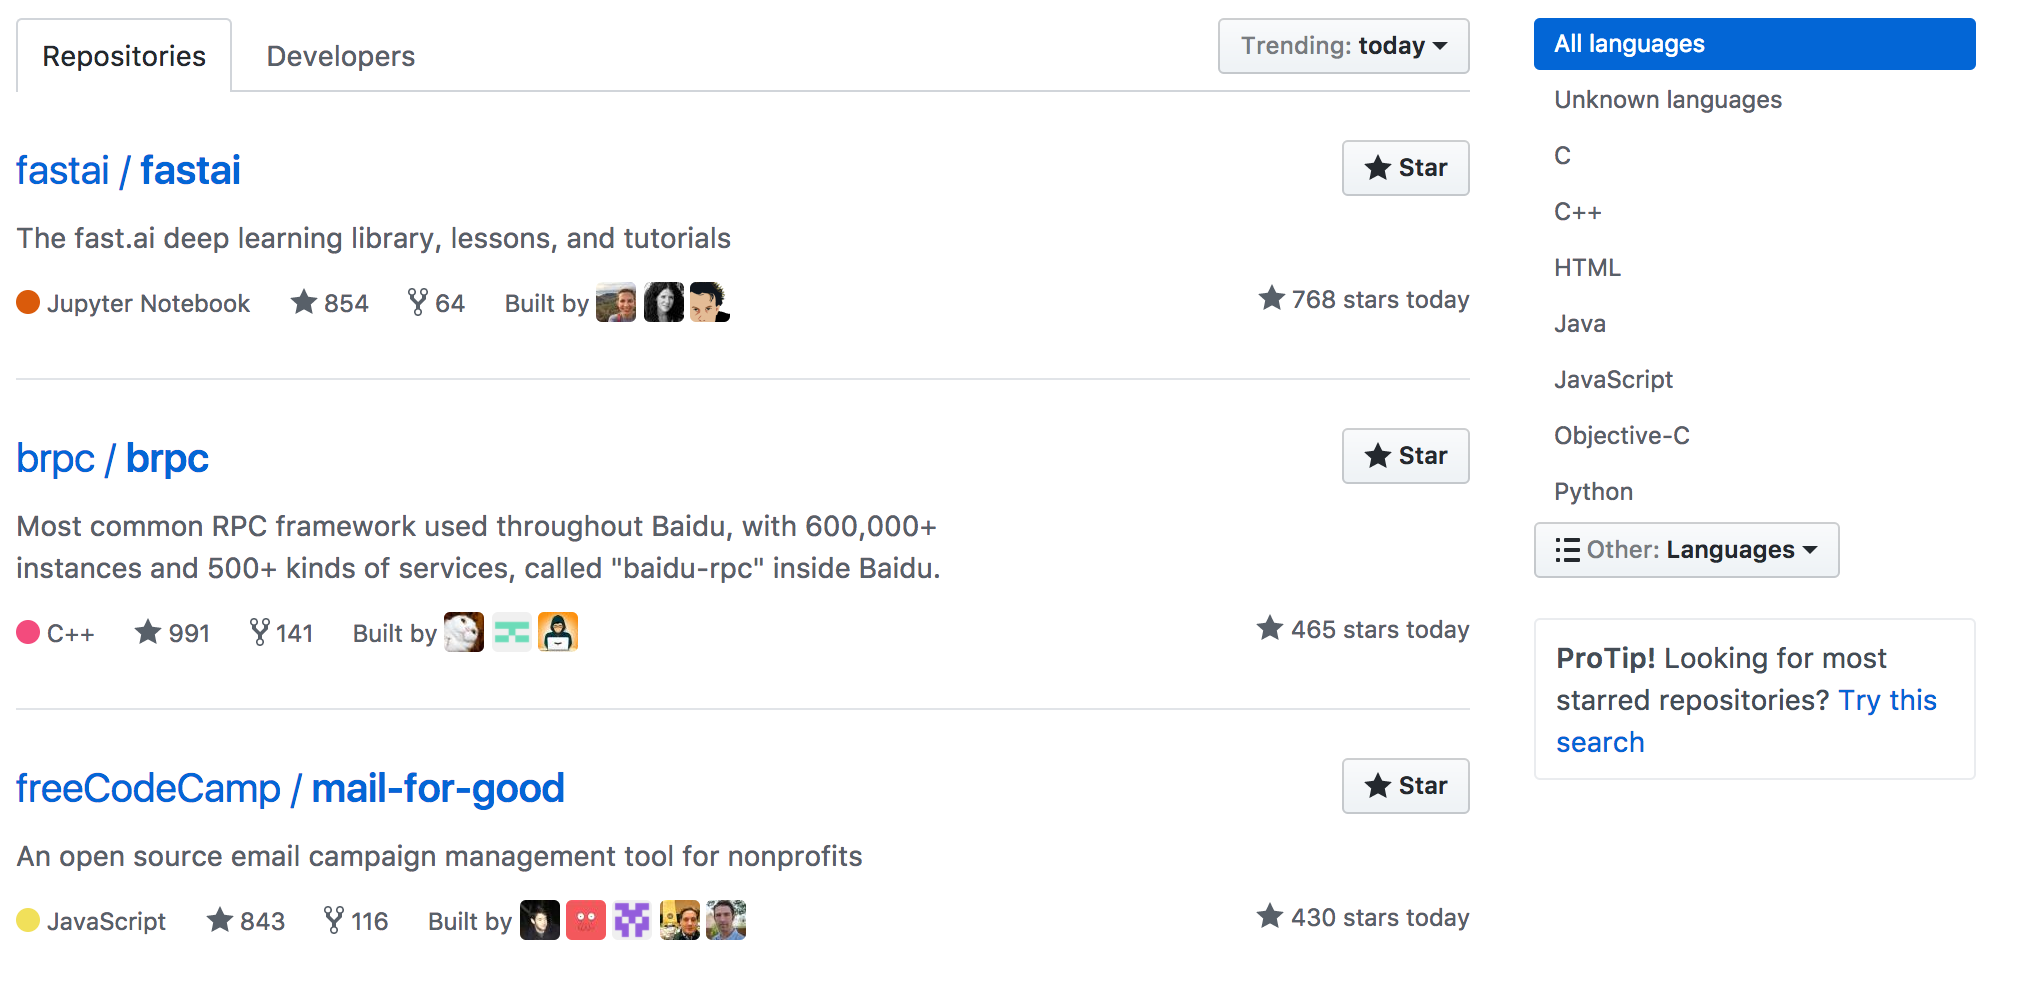 Repositories Developers Trending: today
fastai / fastai Star
The fast.ai deep learning library, lessons, and tutorials
Jupyter Notebook 854 64 Built by 768 stars today
brpc / brpc Star
Most common RPC framework used throughout Baidu, with 600,000+
instances and 500+ kinds of services, called "baidu-rpc" inside Baidu.
C++ 991 141 Built by 465 stars today
freeCodeCamp / mail-for-good Star
An open source email campaign management tool for nonprofits
JavaScript 843 116 Built by 430 stars today
All languages
Unknown languages
C
C++
HTML
Java
JavaScript
Objective-C
Python
Other: Languages
ProTip! Looking for most
starred repositories? Try this
search